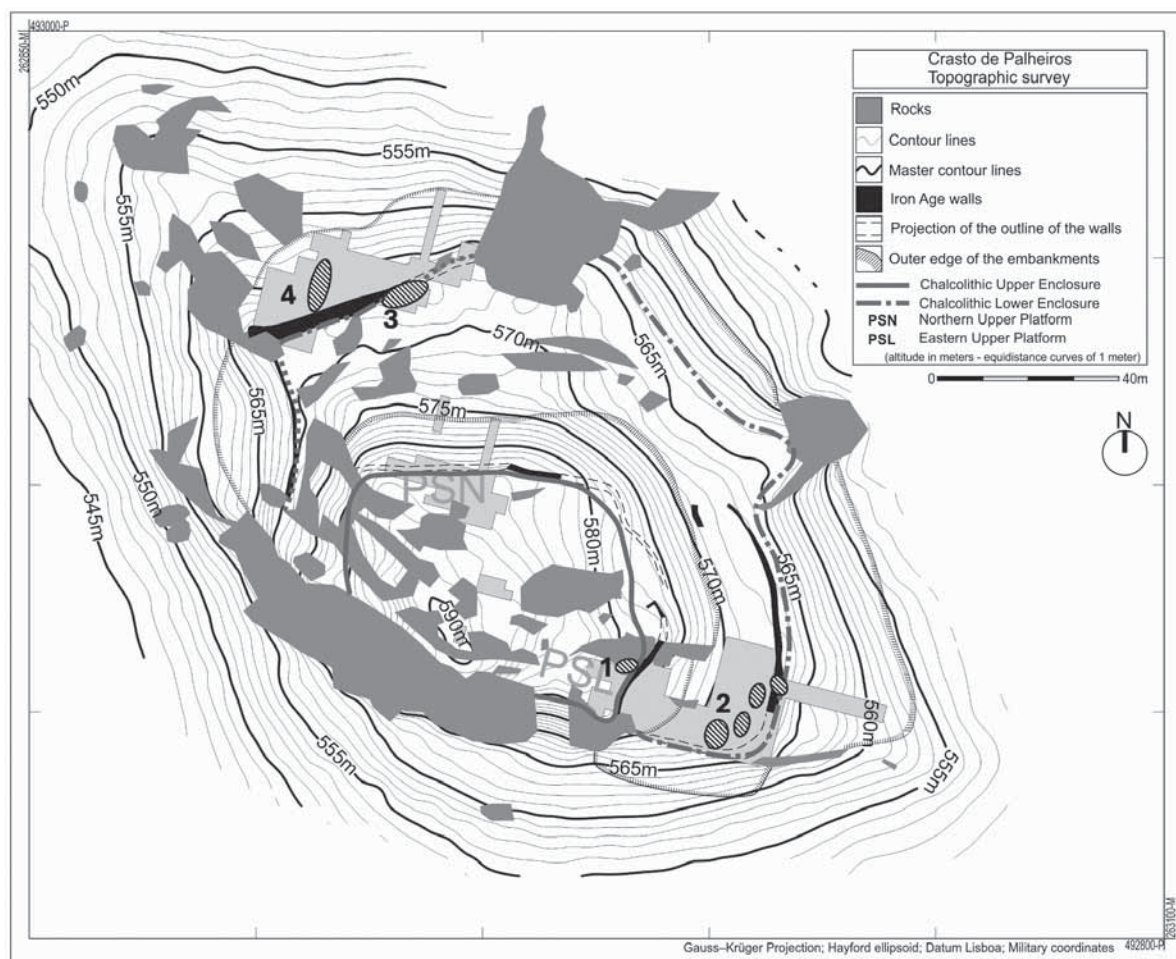 493000-P
262850-M
Crasto de Palheiros
Topographic survey
Rocks
Contour lines
Master contour lines
Iron Age walls
Projection of the outline of the walls
Outer edge of the embankments
Chalcolithic Upper Enclosure
Chalcolithic Lower Enclosure
PSN Northern Upper Platform
PSL Eastern Upper Platform
(altitude in meters - equidistance curves of 1 meter)
0 40m
N
550m
555m
555m
4
3
570m
565m
565m
575m
PSN
550m
545m
580m
570m
565m
590m
PSL
1
2
560m
555m
565m
555m
263100-M
Gauss–Krüger Projection; Hayford ellipsoid; Datum Lisboa; Military coordinates
492800-P